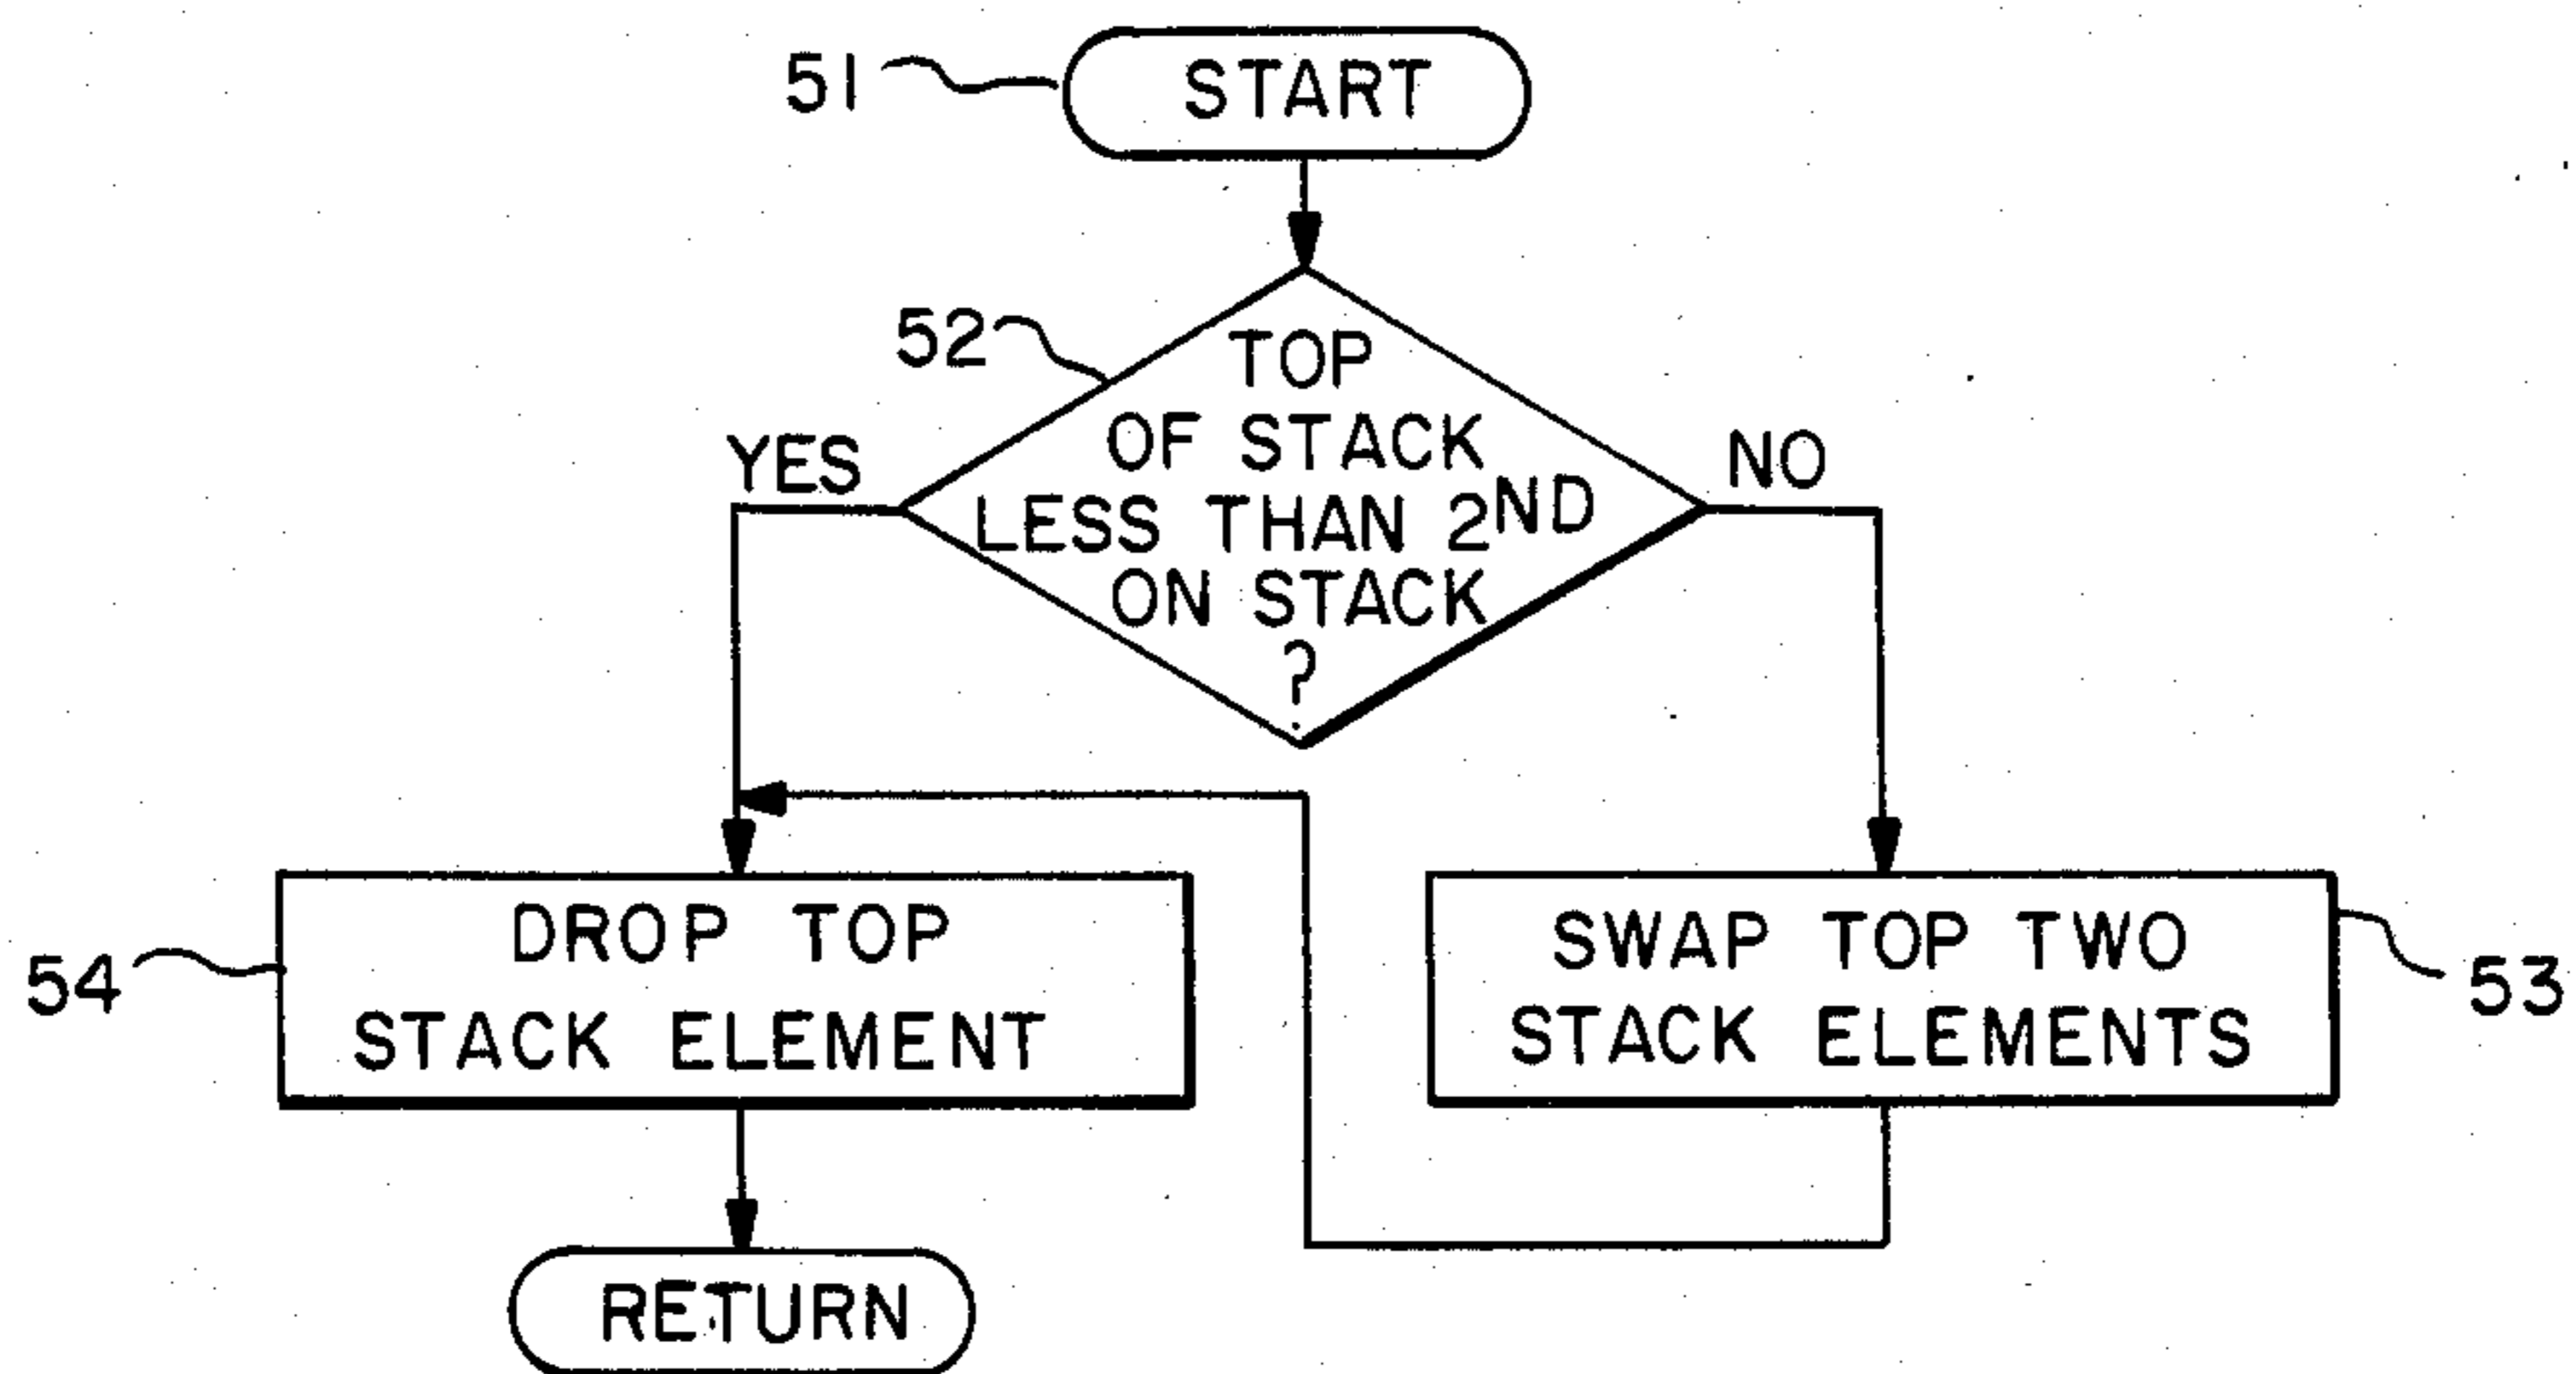 51
START
52
TOP
OF STACK
LESS THAN 2ND
ON STACK
?
YES
NO
DROP TOP
STACK ELEMENT
54
SWAP TOP TWO
STACK ELEMENTS
53
RETURN